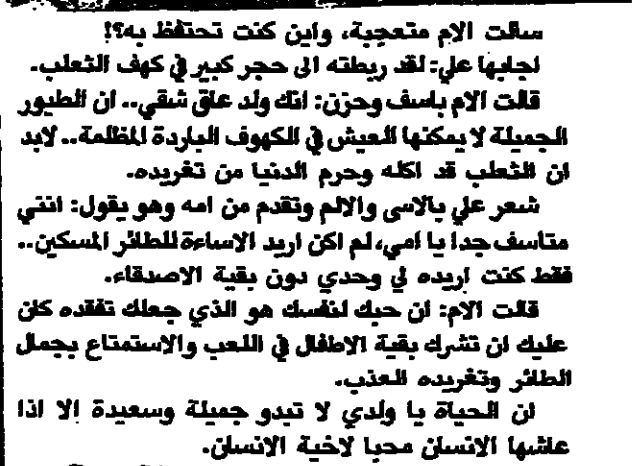 سالت الام متعجبة، واين كنت تحتفظ به؟!
اجابها علي: لقد ربطته الى حجر كبير في كهف الثعلب.
قالت الام باسف وحزن: انك ولد عاق شقي.. ان الطيور
الجميلة لا يمكنها العيش في الكهوف الباردة المظلمة.. لابد
ان الثعلب قد اكله وحرم الدنيا من تغريده.
شعر علي بالاسى والالم وتقدم من امه وهو يقول: انني
متاسف جدا يا امي، لم اكن اريد الاساءة للطائر المسكين..
فقط كنت اريده لي وحدي دون بقية الاصدقاء.
قالت الام: ان حبك لنفسك هو الذي جعلك تفقده كان
عليك ان تشرك بقية الاطفال في اللعب والاستمتاع بجمال
الطائر وتغريده العذب.
ان الحياة يا ولدي لا تبدو جميلة وسعيدة إلا اذا
عاشها الانسان محبا لاخية الانسان.